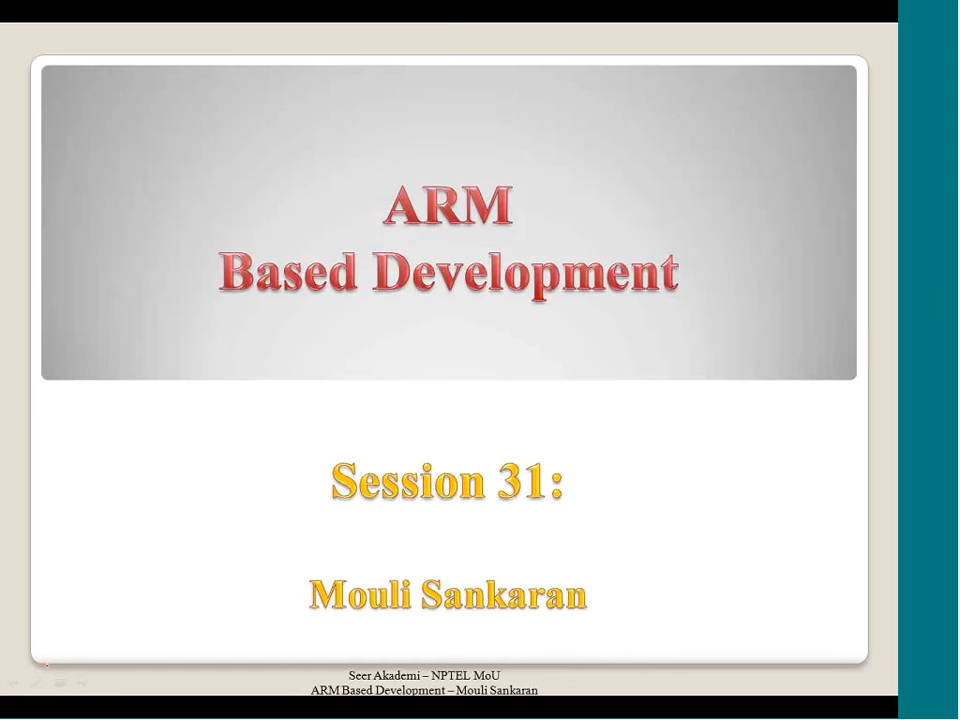 ARM
Based Development
Session 31:
Mouli Sankaran
Seer Akademi – NPTEL MoU
ARM Based Development – Mouli Sankaran